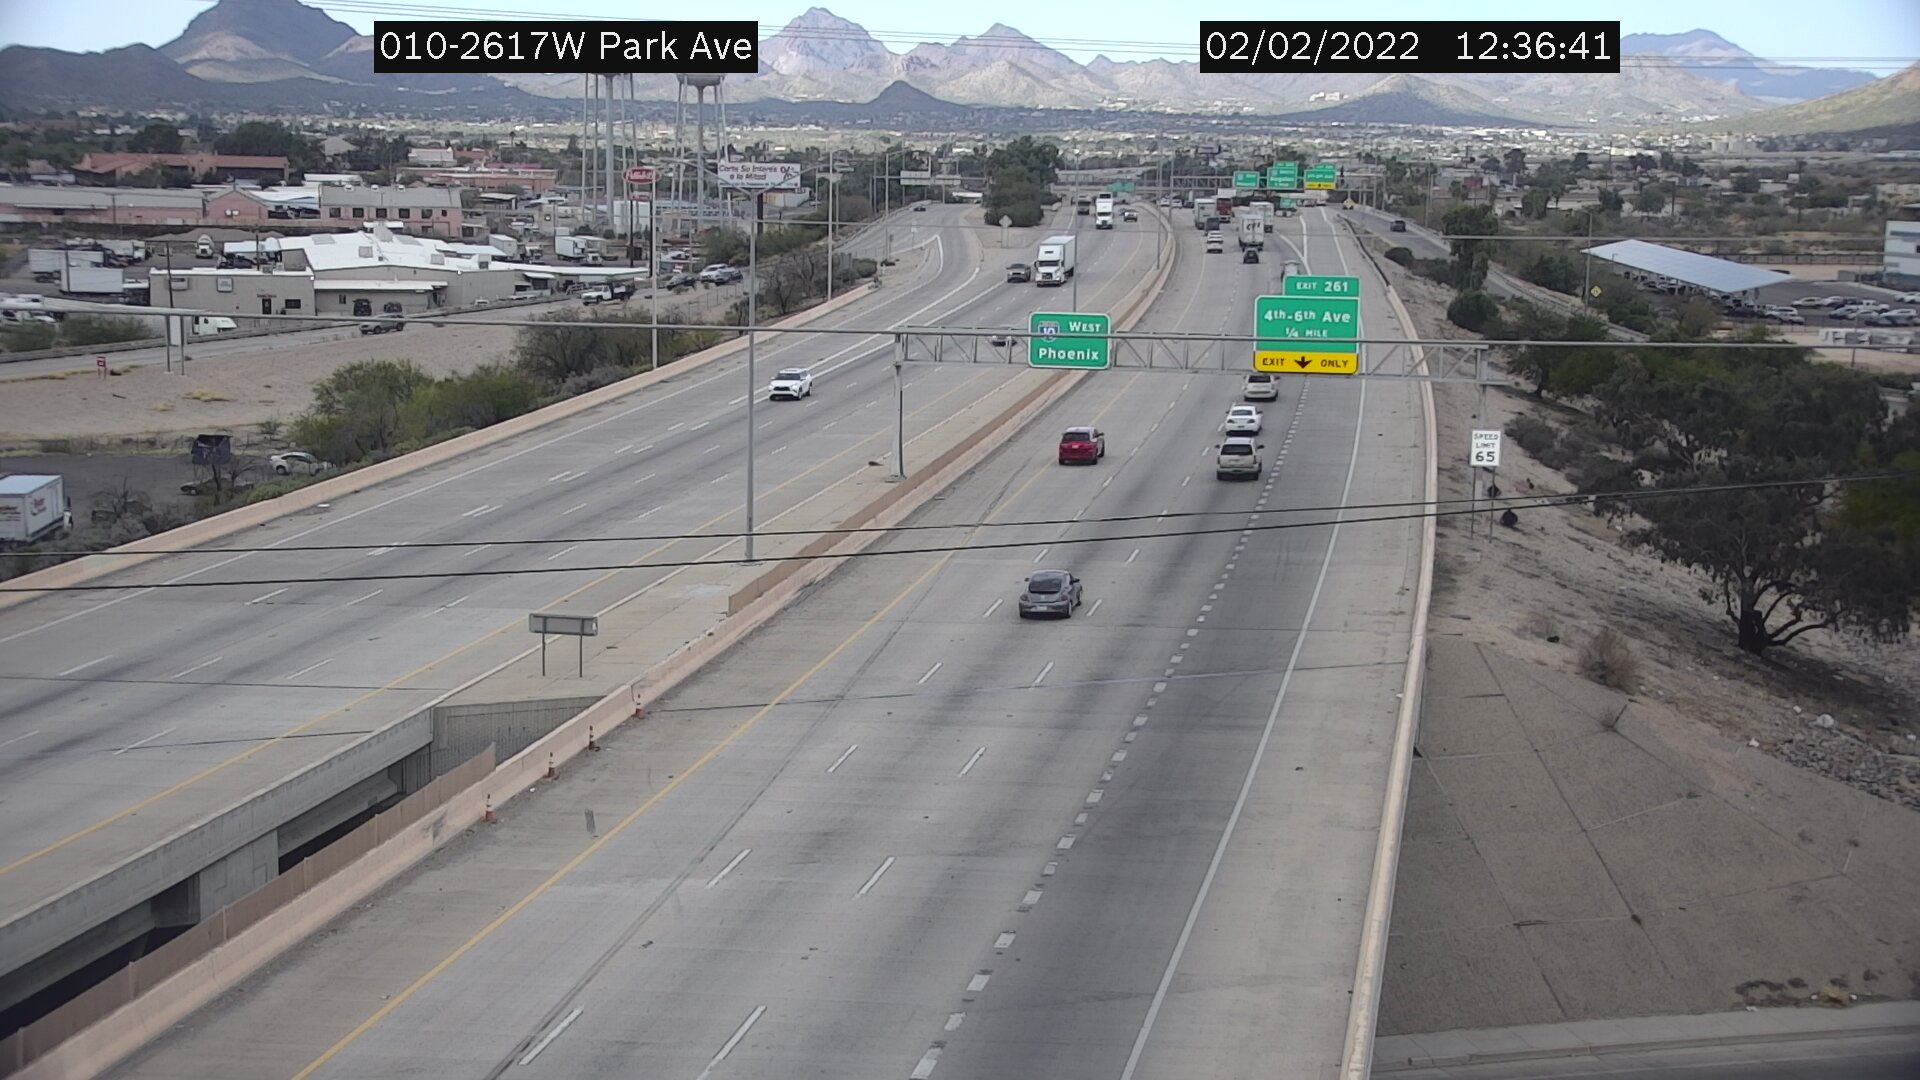 010-2617W Park Ave
02/02/2022 12:36:41
EXIT 261
4th-6th Ave
1/4 MILE
EXIT ONLY
10 WEST
Phoenix
SPEED
LIMIT
65